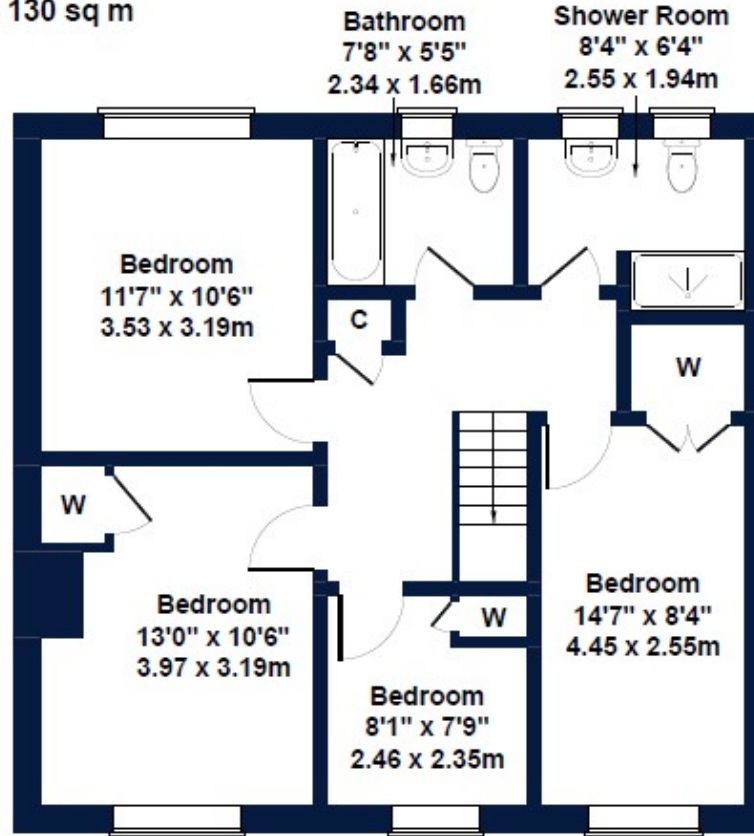 130 sq m
Bathroom
7'8" x 5'5"
2.34 x 1.66m
Shower Room
8'4" x 6'4"
2.55 x 1.94m
Bedroom
11'7" x 10'6"
3.53 x 3.19m
C
W
W
Bedroom
13'0" x 10'6"
3.97 x 3.19m
W
Bedroom
14'7" x 8'4"
4.45 x 2.55m
Bedroom
8'1" x 7'9"
2.46 x 2.35m